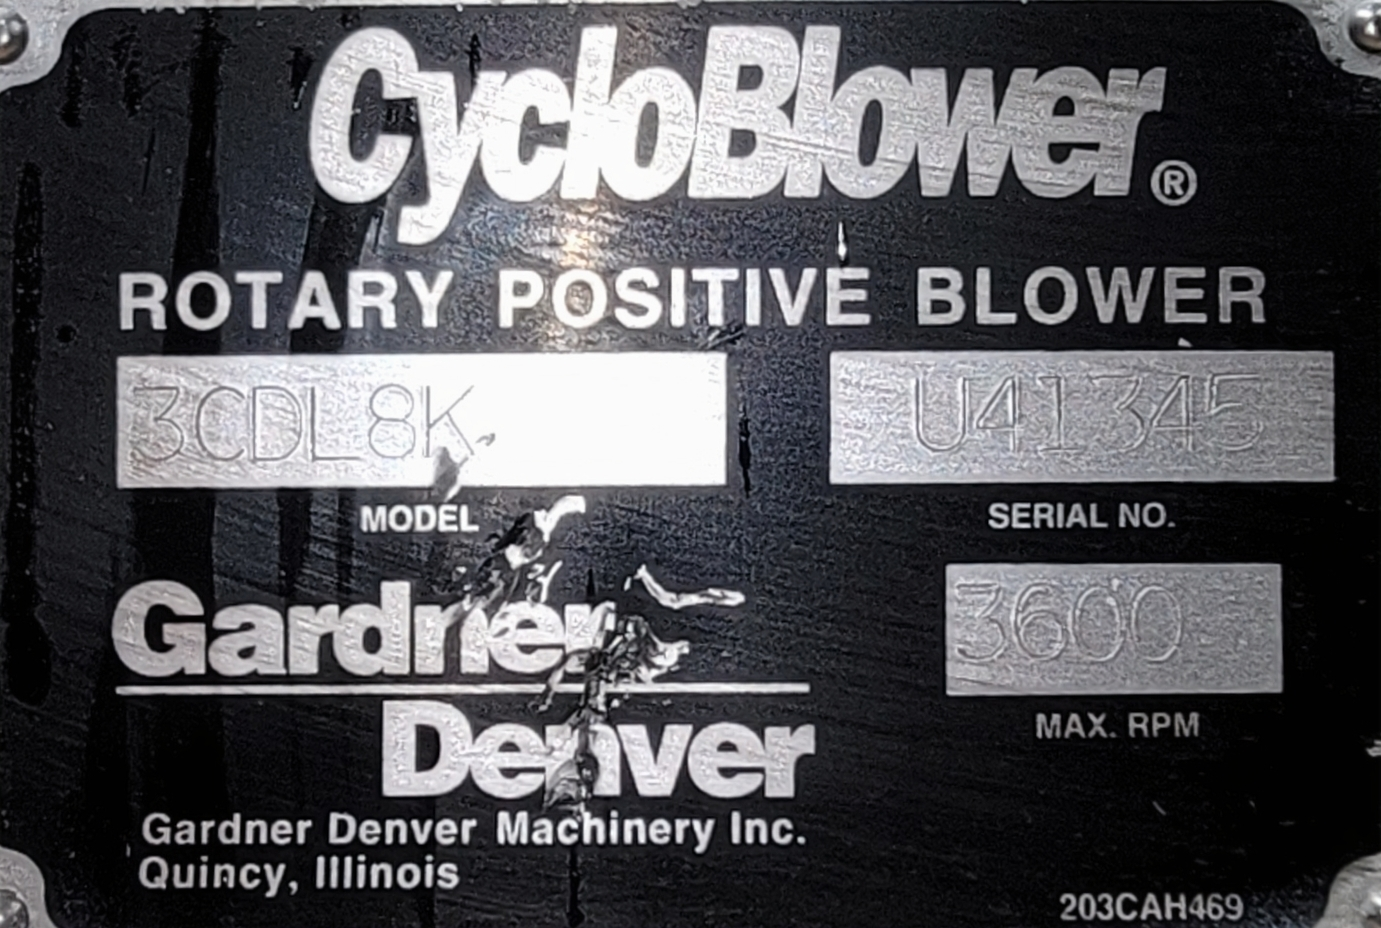 CycloBlower®
ROTARY POSITIVE BLOWER
3CDL8K U41345
MODEL SERIAL NO.
Gardner
Denver
3600
MAX. RPM
Gardner Denver Machinery Inc.
Quincy, Illinois
203CAH469